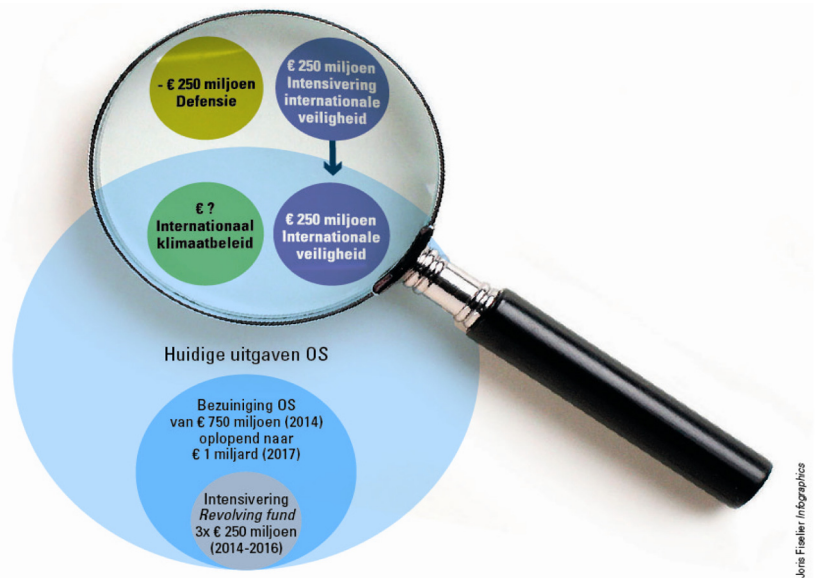 - € 250 miljoen
Defensie
€ 250 miljoen
Intensivering
internationale
veiligheid
€ ?
Internationaal
klimaatbeleid
€ 250 miljoen
Internationale
veiligheid
Huidige uitgaven OS
Bezuiniging OS
van € 750 miljoen (2014)
oplopend naar
€ 1 miljard (2017)
Intensivering
Revolving fund
3x € 250 miljoen
(2014-2016)
Joris Fiselier Infographics